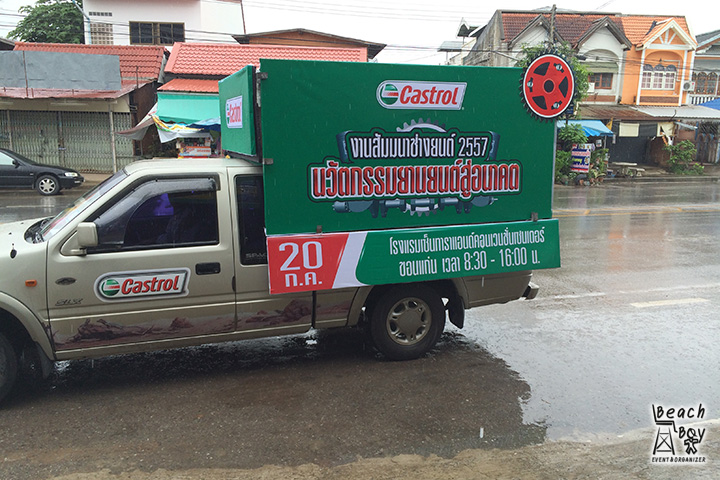 Castrol
Castrol
งานสัมมนาช่างยนต์ 2557
นวัตกรรมยานยนต์สู่อนาคต
20
ก.ค.
โรงแรมเซ็นทาราแอนด์คอนเวนชั่นเซนเตอร์
ขอนแก่น เวลา 8:30 - 16:00 น.
Castrol
Beach
Boy
EVENT & ORGANIZER